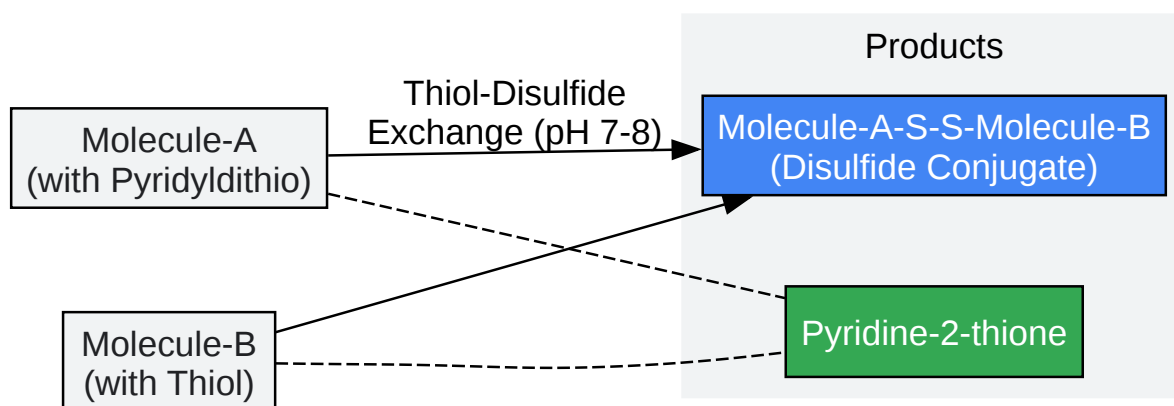 Products
Thiol-Disulfide
Exchange (pH 7-8)
Molecule-A
(with Pyridyldithio)
Molecule-A-S-S-Molecule-B
(Disulfide Conjugate)
Molecule-B
(with Thiol)
Pyridine-2-thione